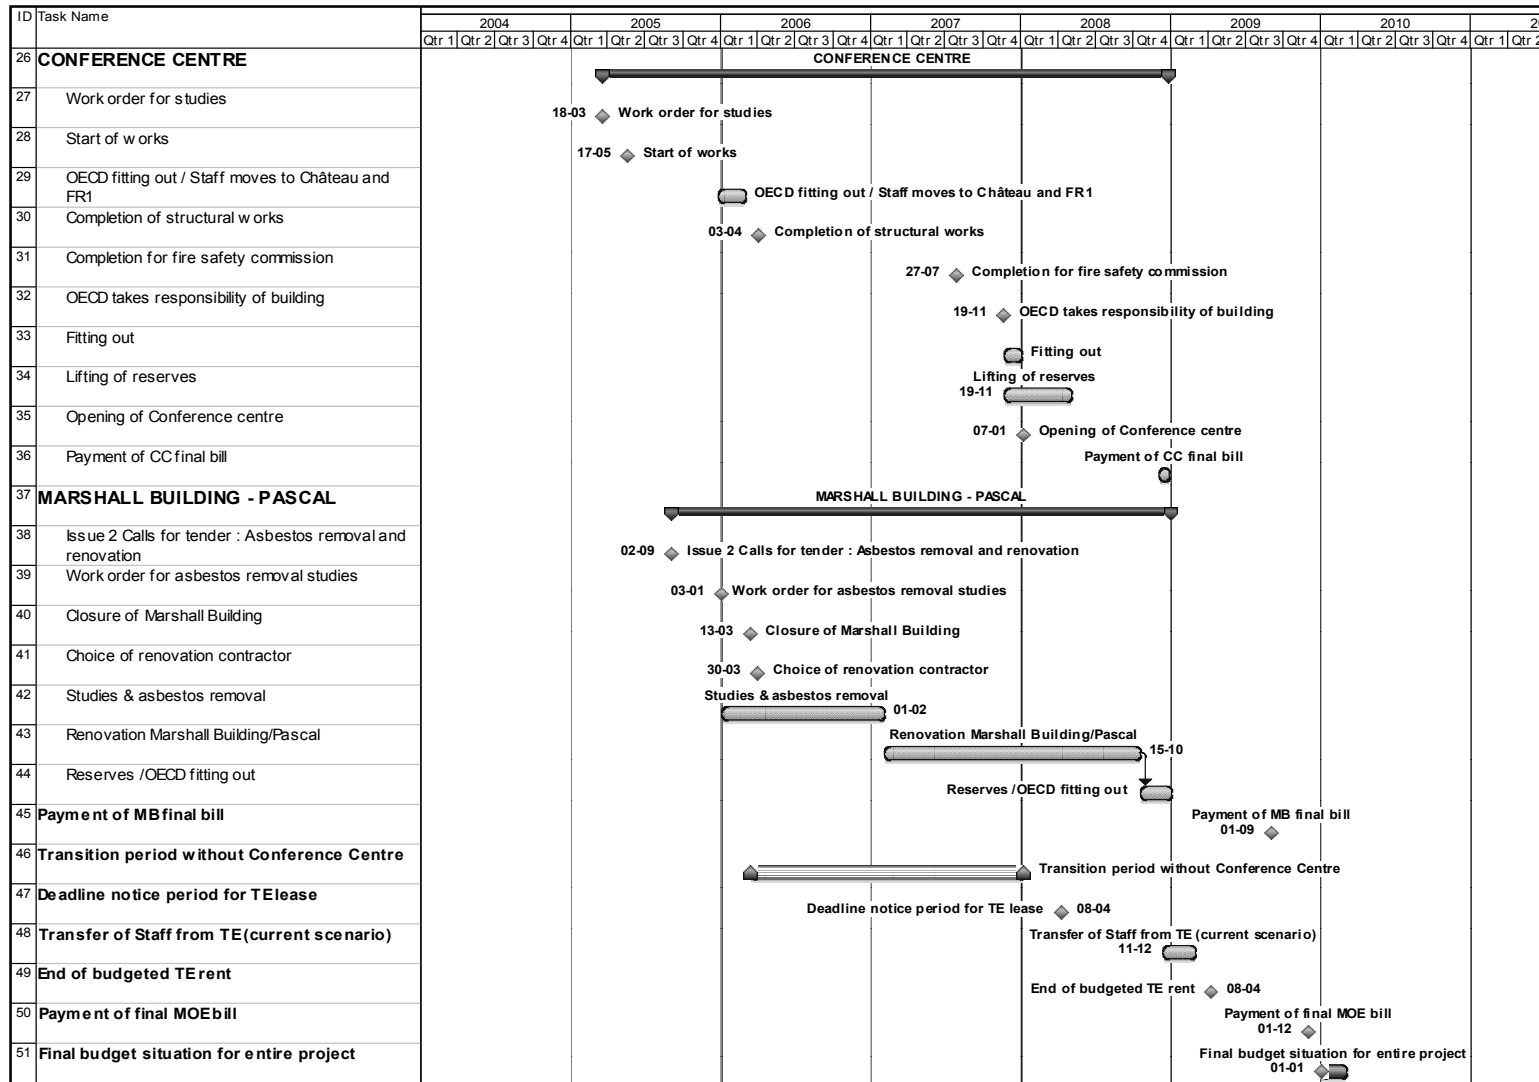 ID Task Name
2004 2005 2006 2007 2008 2009 2010 20
Qtr 1 Qtr 2 Qtr 3 Qtr 4 Qtr 1 Qtr 2 Qtr 3 Qtr 4 Qtr 1 Qtr 2 Qtr 3 Qtr 4 Qtr 1 Qtr 2 Qtr 3 Qtr 4 Qtr 1 Qtr 2 Qtr 3 Qtr 4 Qtr 1 Qtr 2 Qtr 3 Qtr 4 Qtr 1 Qtr 2 Qtr 3 Qtr 4 Qtr 1 Qtr 2
26 CONFERENCE CENTRE CONFERENCE CENTRE
27 Work order for studies 18-03 Work order for studies
28 Start of works 17-05 Start of works
29 OECD fitting out / Staff moves to Château and
FR1
OECD fitting out / Staff moves to Château and FR1
30 Completion of structural works 03-04 Completion of structural works
31 Completion for fire safety commission 27-07 Completion for fire safety commission
32 OECD takes responsibility of building 19-11 OECD takes responsibility of building
33 Fitting out Fitting out
34 Lifting of reserves Lifting of reserves
19-11
35 Opening of Conference centre 07-01 Opening of Conference centre
36 Payment of CC final bill Payment of CC final bill
37 MARSHALL BUILDING - PASCAL MARSHALL BUILDING - PASCAL
38 Issue 2 Calls for tender : Asbestos removal and
renovation
02-09 Issue 2 Calls for tender : Asbestos removal and renovation
39 Work order for asbestos removal studies 03-01 Work order for asbestos removal studies
40 Closure of Marshall Building 13-03 Closure of Marshall Building
41 Choice of renovation contractor 30-03 Choice of renovation contractor
42 Studies & asbestos removal Studies & asbestos removal
01-02
43 Renovation Marshall Building/Pascal Renovation Marshall Building/Pascal
15-10
44 Reserves /OECD fitting out Reserves /OECD fitting out
45 Payment of MB final bill Payment of MB final bill
01-09
46 Transition period without Conference Centre Transition period without Conference Centre
47 Deadline notice period for TE lease Deadline notice period for TE lease 08-04
48 Transfer of Staff from TE (current scenario) Transfer of Staff from TE (current scenario)
11-12
49 End of budgeted TE rent End of budgeted TE rent 08-04
50 Payment of final MOE bill Payment of final MOE bill
01-12
51 Final budget situation for entire project Final budget situation for entire project
01-01